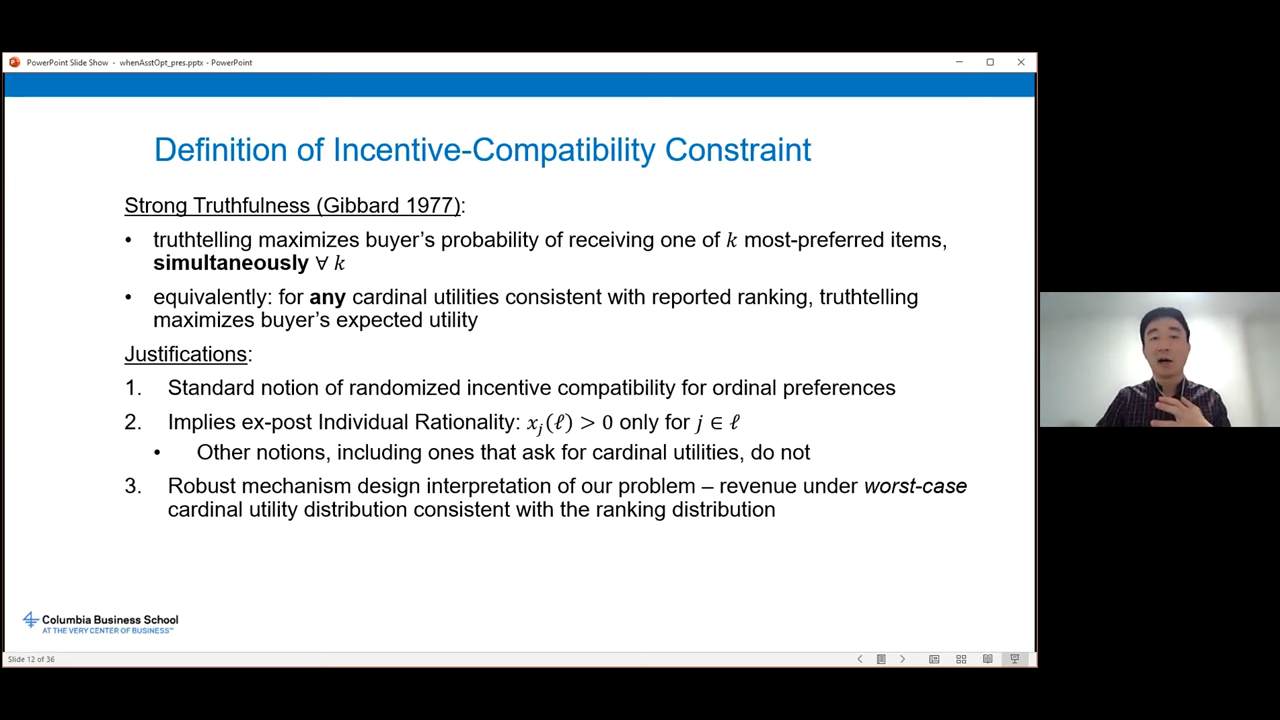 PowerPoint Slide Show - whenAsstOpt_pres.pptx - PowerPoint
Definition of Incentive-Compatibility Constraint
Strong Truthfulness (Gibbard 1977):
• truthtelling maximizes buyer's probability of receiving one of k most-preferred items,
simultaneously ∀ k
• equivalently: for any cardinal utilities consistent with reported ranking, truthtelling
maximizes buyer's expected utility
Justifications:
1. Standard notion of randomized incentive compatibility for ordinal preferences
2. Implies ex-post Individual Rationality: xⱼ(ℓ) > 0 only for j ∈ ℓ
• Other notions, including ones that ask for cardinal utilities, do not
3. Robust mechanism design interpretation of our problem – revenue under worst-case
cardinal utility distribution consistent with the ranking distribution
Columbia Business School
AT THE VERY CENTER OF BUSINESS™
Slide 12 of 36